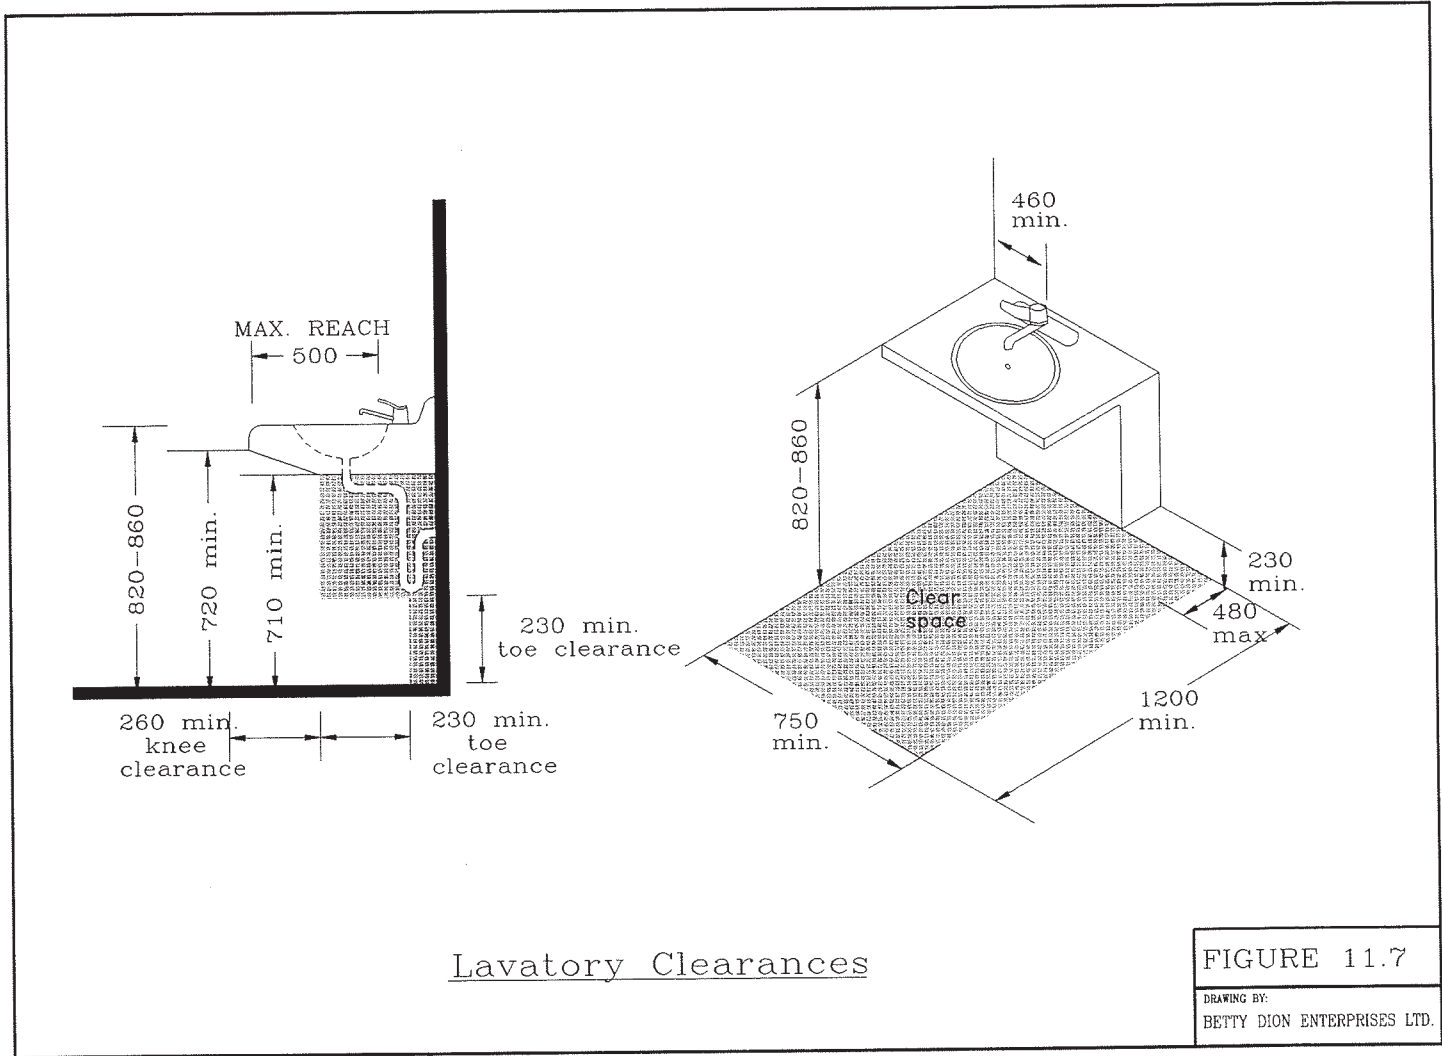 MAX. REACH
500
820-860
720 min.
710 min.
230 min.
toe clearance
260 min.
knee
clearance
230 min.
toe
clearance
460
min.
820-860
Clear
space
230
min.
480
max
1200
min.
750
min.
Lavatory Clearances
FIGURE 11.7
DRAWING BY:
BETTY DION ENTERPRISES LTD.